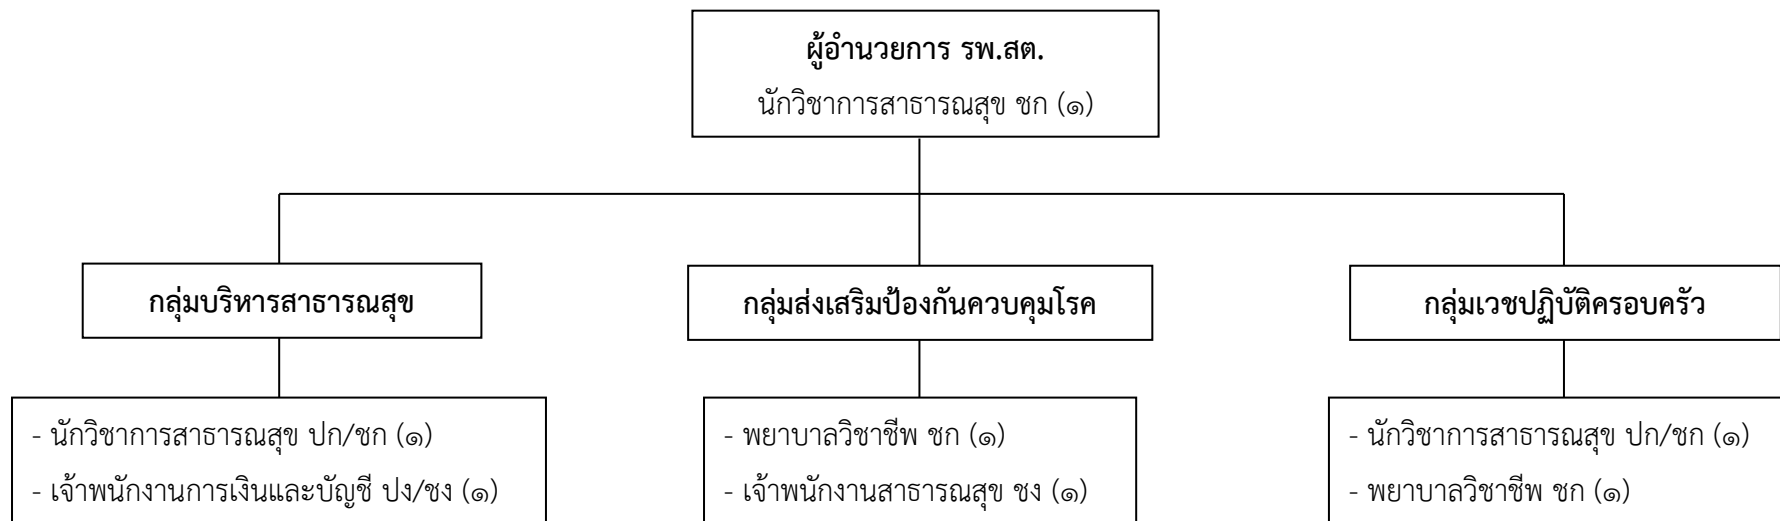 ผู้อำนวยการ รพ.สต.
นักวิชาการสาธารณสุข ชก (๑)
กลุ่มบริหารสาธารณสุข
กลุ่มส่งเสริมป้องกันควบคุมโรค
กลุ่มเวชปฏิบัติครอบครัว
- นักวิชาการสาธารณสุข ปก/ชก (๑)
- เจ้าพนักงานการเงินและบัญชี ปง/ชง (๑)
- พยาบาลวิชาชีพ ชก (๑)
- เจ้าพนักงานสาธารณสุข ชง (๑)
- นักวิชาการสาธารณสุข ปก/ชก (๑)
- พยาบาลวิชาชีพ ชก (๑)